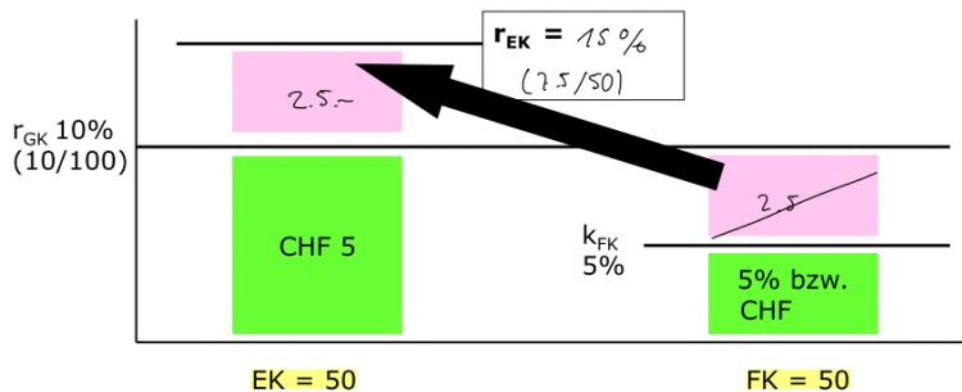 r_EK = 15%
(7.5/50)
2.5.-
r_GK 10%
(10/100)
2.5
CHF 5
k_FK
5%
5% bzw.
CHF
EK = 50
FK = 50